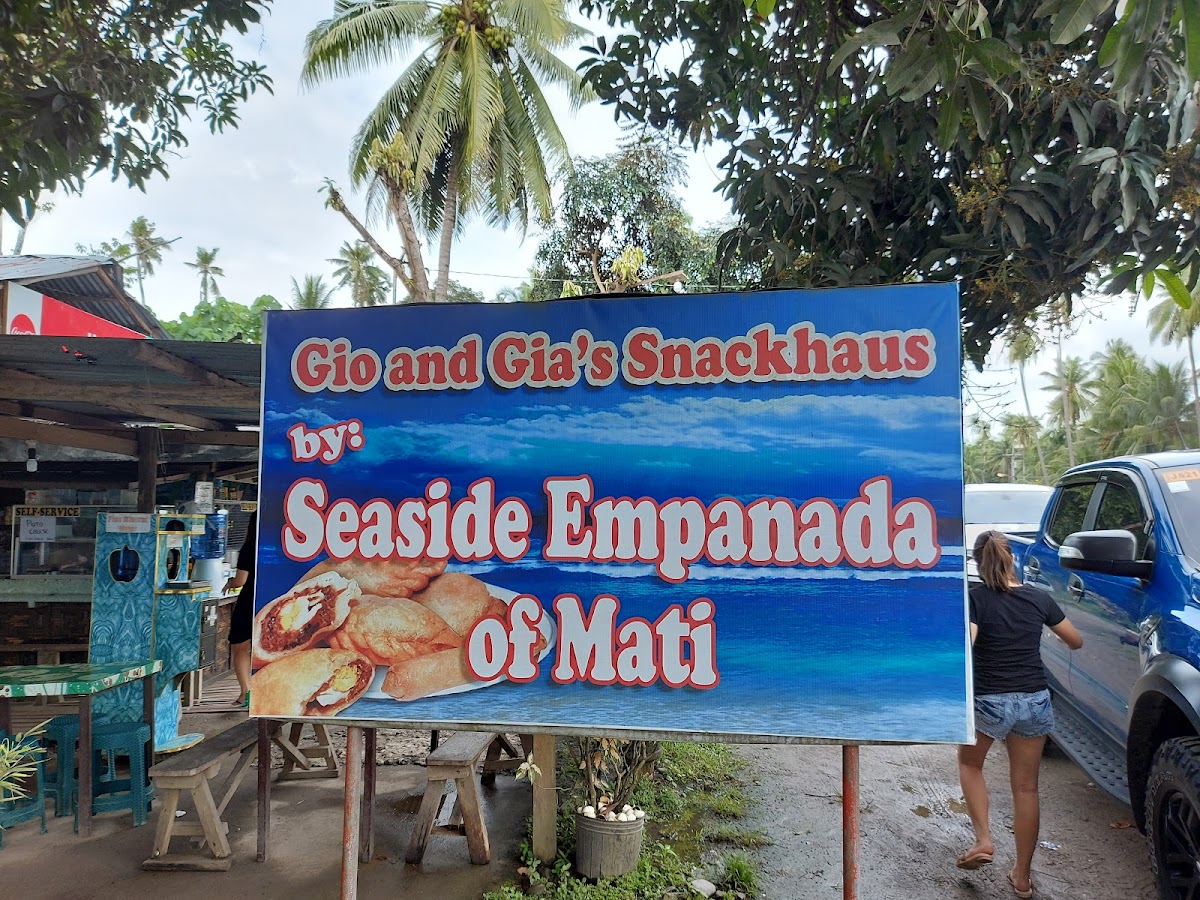 Gio and Gia's Snackhaus
by:
Seaside Empanada
of Mati
SELF-SERVICE